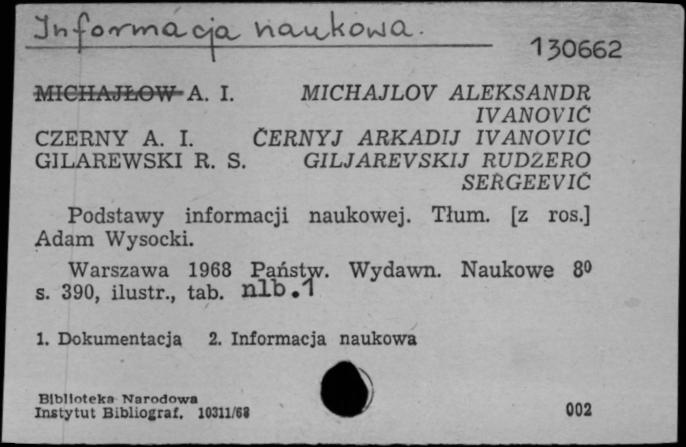 Informacja naukowa.
130662
MICHAJŁOW A. I. MICHAJLOV ALEKSANDR
IVANOVIČ
CZERNY A. I. ČERNYJ ARKADIJ IVANOVIČ
GILAREWSKI R. S. GILJAREVSKIJ RUDZERO
SERGEEVIČ
Podstawy informacji naukowej. Tłum. [z ros.]
Adam Wysocki.
Warszawa 1968 Państw. Wydawn. Naukowe 8⁰
s. 390, ilustr., tab. nlb.1
1. Dokumentacja 2. Informacja naukowa
Biblioteka Narodowa
Instytut Bibliograf. 10311/68
002